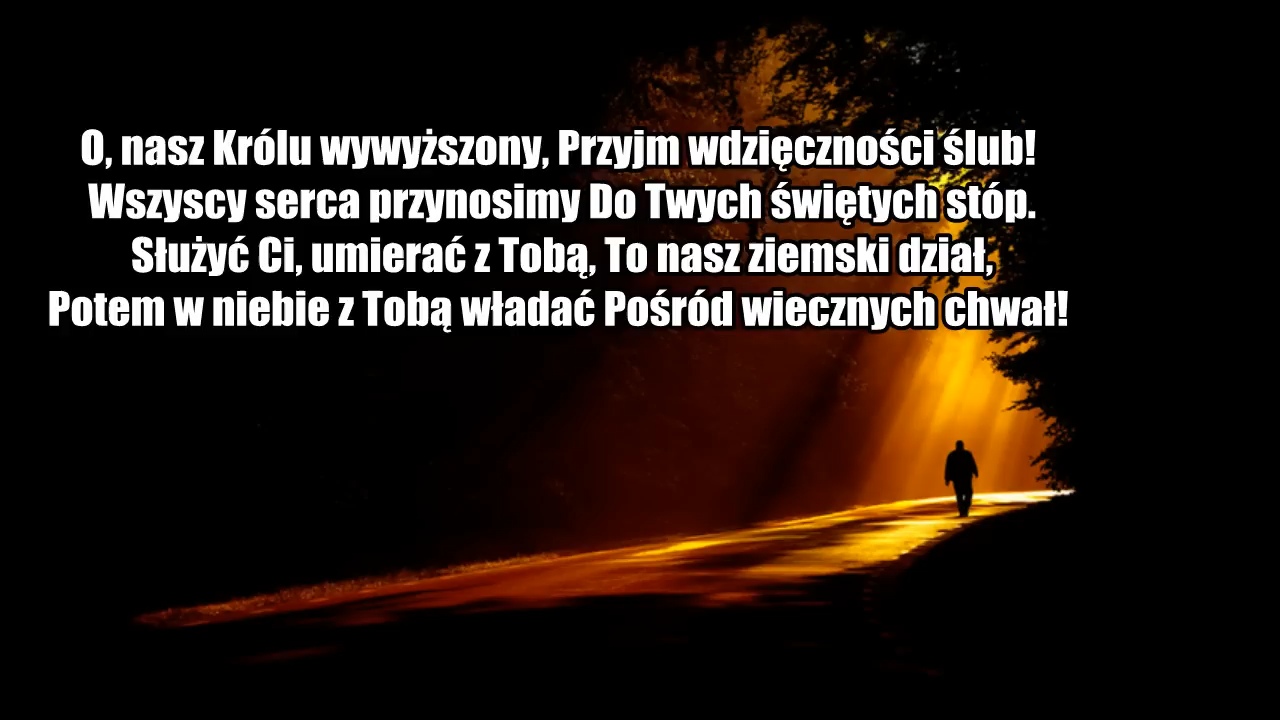 O, nasz Królu wywyższony, Przyjm wdzięczności ślub!
Wszyscy serca przynosimy Do Twych świętych stóp.
Służyć Ci, umierać z Tobą, To nasz ziemski dział,
Potem w niebie z Tobą władać Pośród wiecznych chwał!